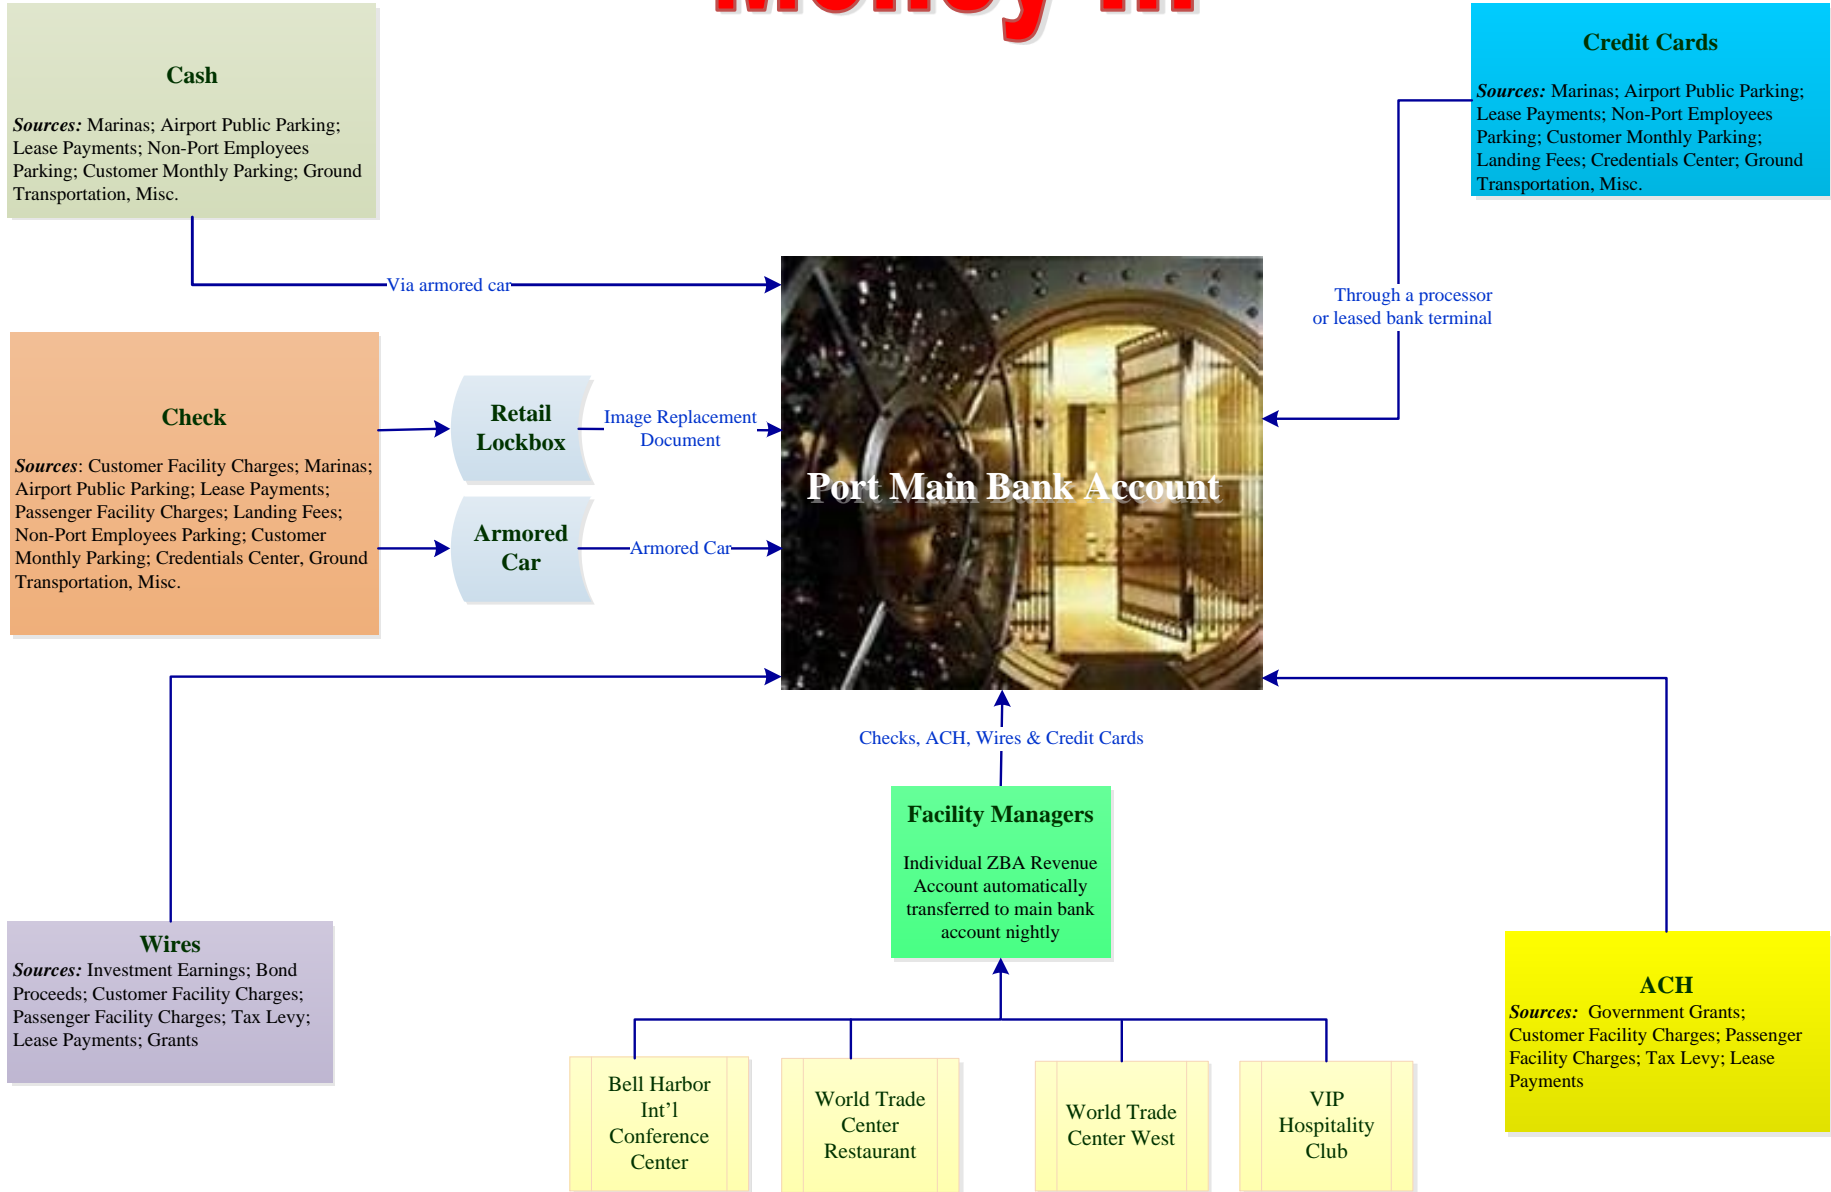 Money In
Cash
Sources: Marinas; Airport Public Parking;
Lease Payments; Non-Port Employees
Parking; Customer Monthly Parking; Ground
Transportation, Misc.
Credit Cards
Sources: Marinas; Airport Public Parking;
Lease Payments; Non-Port Employees
Parking; Customer Monthly Parking;
Landing Fees; Credentials Center; Ground
Transportation, Misc.
Via armored car
Through a processor
or leased bank terminal
Check
Sources: Customer Facility Charges; Marinas;
Airport Public Parking; Lease Payments;
Passenger Facility Charges; Landing Fees;
Non-Port Employees Parking; Customer
Monthly Parking; Credentials Center, Ground
Transportation, Misc.
Retail
Lockbox
Image Replacement
Document
Armored
Car
Armored Car
Port Main Bank Account
Checks, ACH, Wires & Credit Cards
Facility Managers
Individual ZBA Revenue
Account automatically
transferred to main bank
account nightly
Wires
Sources: Investment Earnings; Bond
Proceeds; Customer Facility Charges;
Passenger Facility Charges; Tax Levy;
Lease Payments; Grants
ACH
Sources: Government Grants;
Customer Facility Charges; Passenger
Facility Charges; Tax Levy; Lease
Payments
Bell Harbor
Int’l
Conference
Center
World Trade
Center
Restaurant
World Trade
Center West
VIP
Hospitality
Club